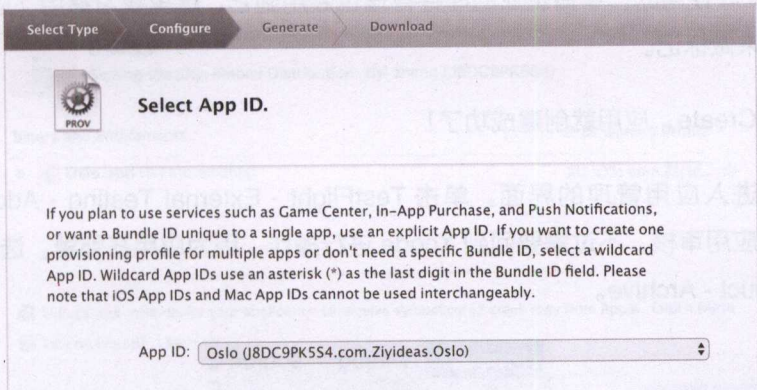 Select Type
Configure
Generate
Download
PROV
Select App ID.
If you plan to use services such as Game Center, In-App Purchase, and Push Notifications,
or want a Bundle ID unique to a single app, use an explicit App ID. If you want to create one
provisioning profile for multiple apps or don't need a specific Bundle ID, select a wildcard
App ID. Wildcard App IDs use an asterisk (*) as the last digit in the Bundle ID field. Please
note that iOS App IDs and Mac App IDs cannot be used interchangeably.
App ID: Oslo (J8DC9PK5S4.com.Ziyideas.Oslo)